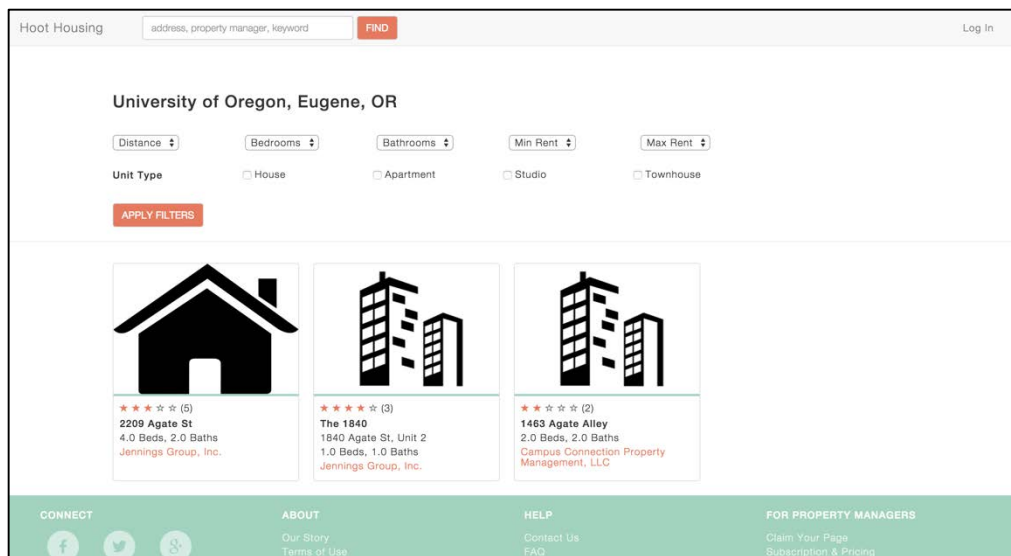 Hoot Housing
address, property manager, keyword
FIND
Log In
University of Oregon, Eugene, OR
Distance
Bedrooms
Bathrooms
Min Rent
Max Rent
Unit Type
House
Apartment
Studio
Townhouse
APPLY FILTERS
★★★☆☆ (5)
2209 Agate St
4.0 Beds, 2.0 Baths
Jennings Group, Inc.
★★★★☆ (3)
The 1840
1840 Agate St, Unit 2
1.0 Beds, 1.0 Baths
Jennings Group, Inc.
★★☆☆☆ (2)
1463 Agate Alley
2.0 Beds, 2.0 Baths
Campus Connection Property
Management, LLC
CONNECT
f
g+
ABOUT
Our Story
Terms of Use
HELP
Contact Us
FAQ
FOR PROPERTY MANAGERS
Claim Your Page
Subscription & Pricing